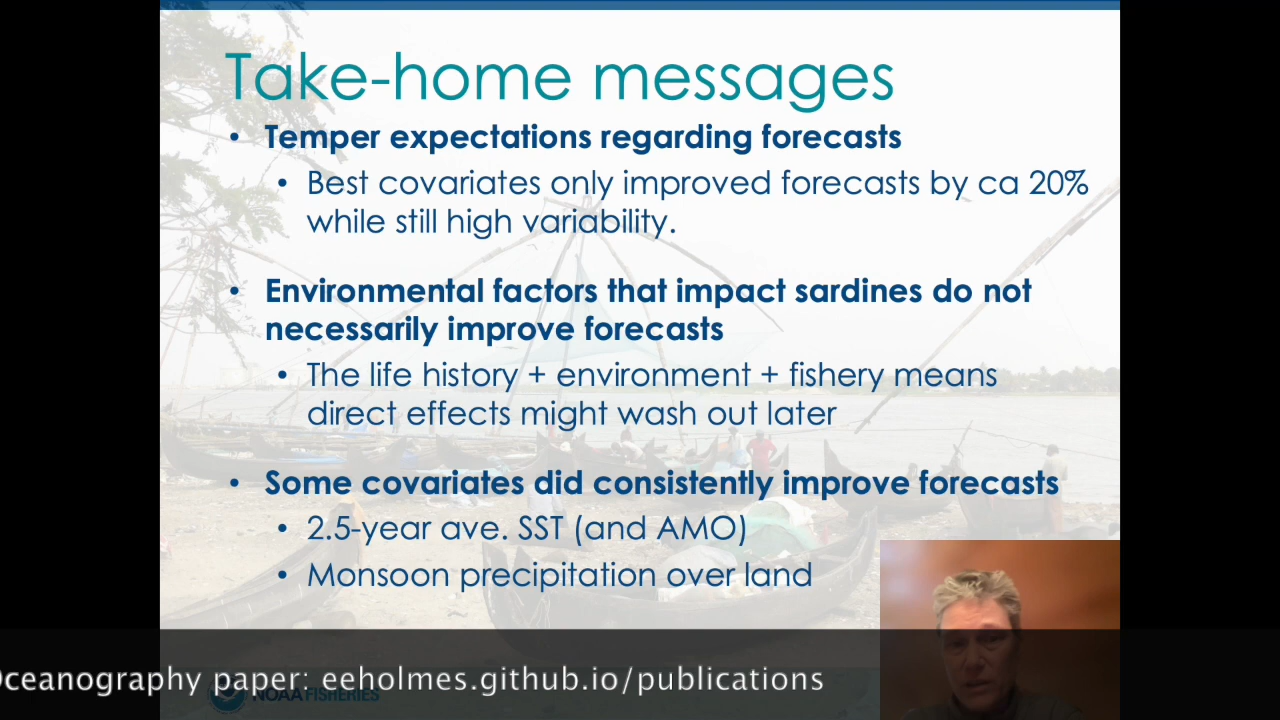 Take-home messages
• Temper expectations regarding forecasts
• Best covariates only improved forecasts by ca 20%
while still high variability.
• Environmental factors that impact sardines do not
necessarily improve forecasts
• The life history + environment + fishery means
direct effects might wash out later
• Some covariates did consistently improve forecasts
• 2.5-year ave. SST (and AMO)
• Monsoon precipitation over land
ceanography paper: eeholmes.github.io/publications
NOAA FISHERIES